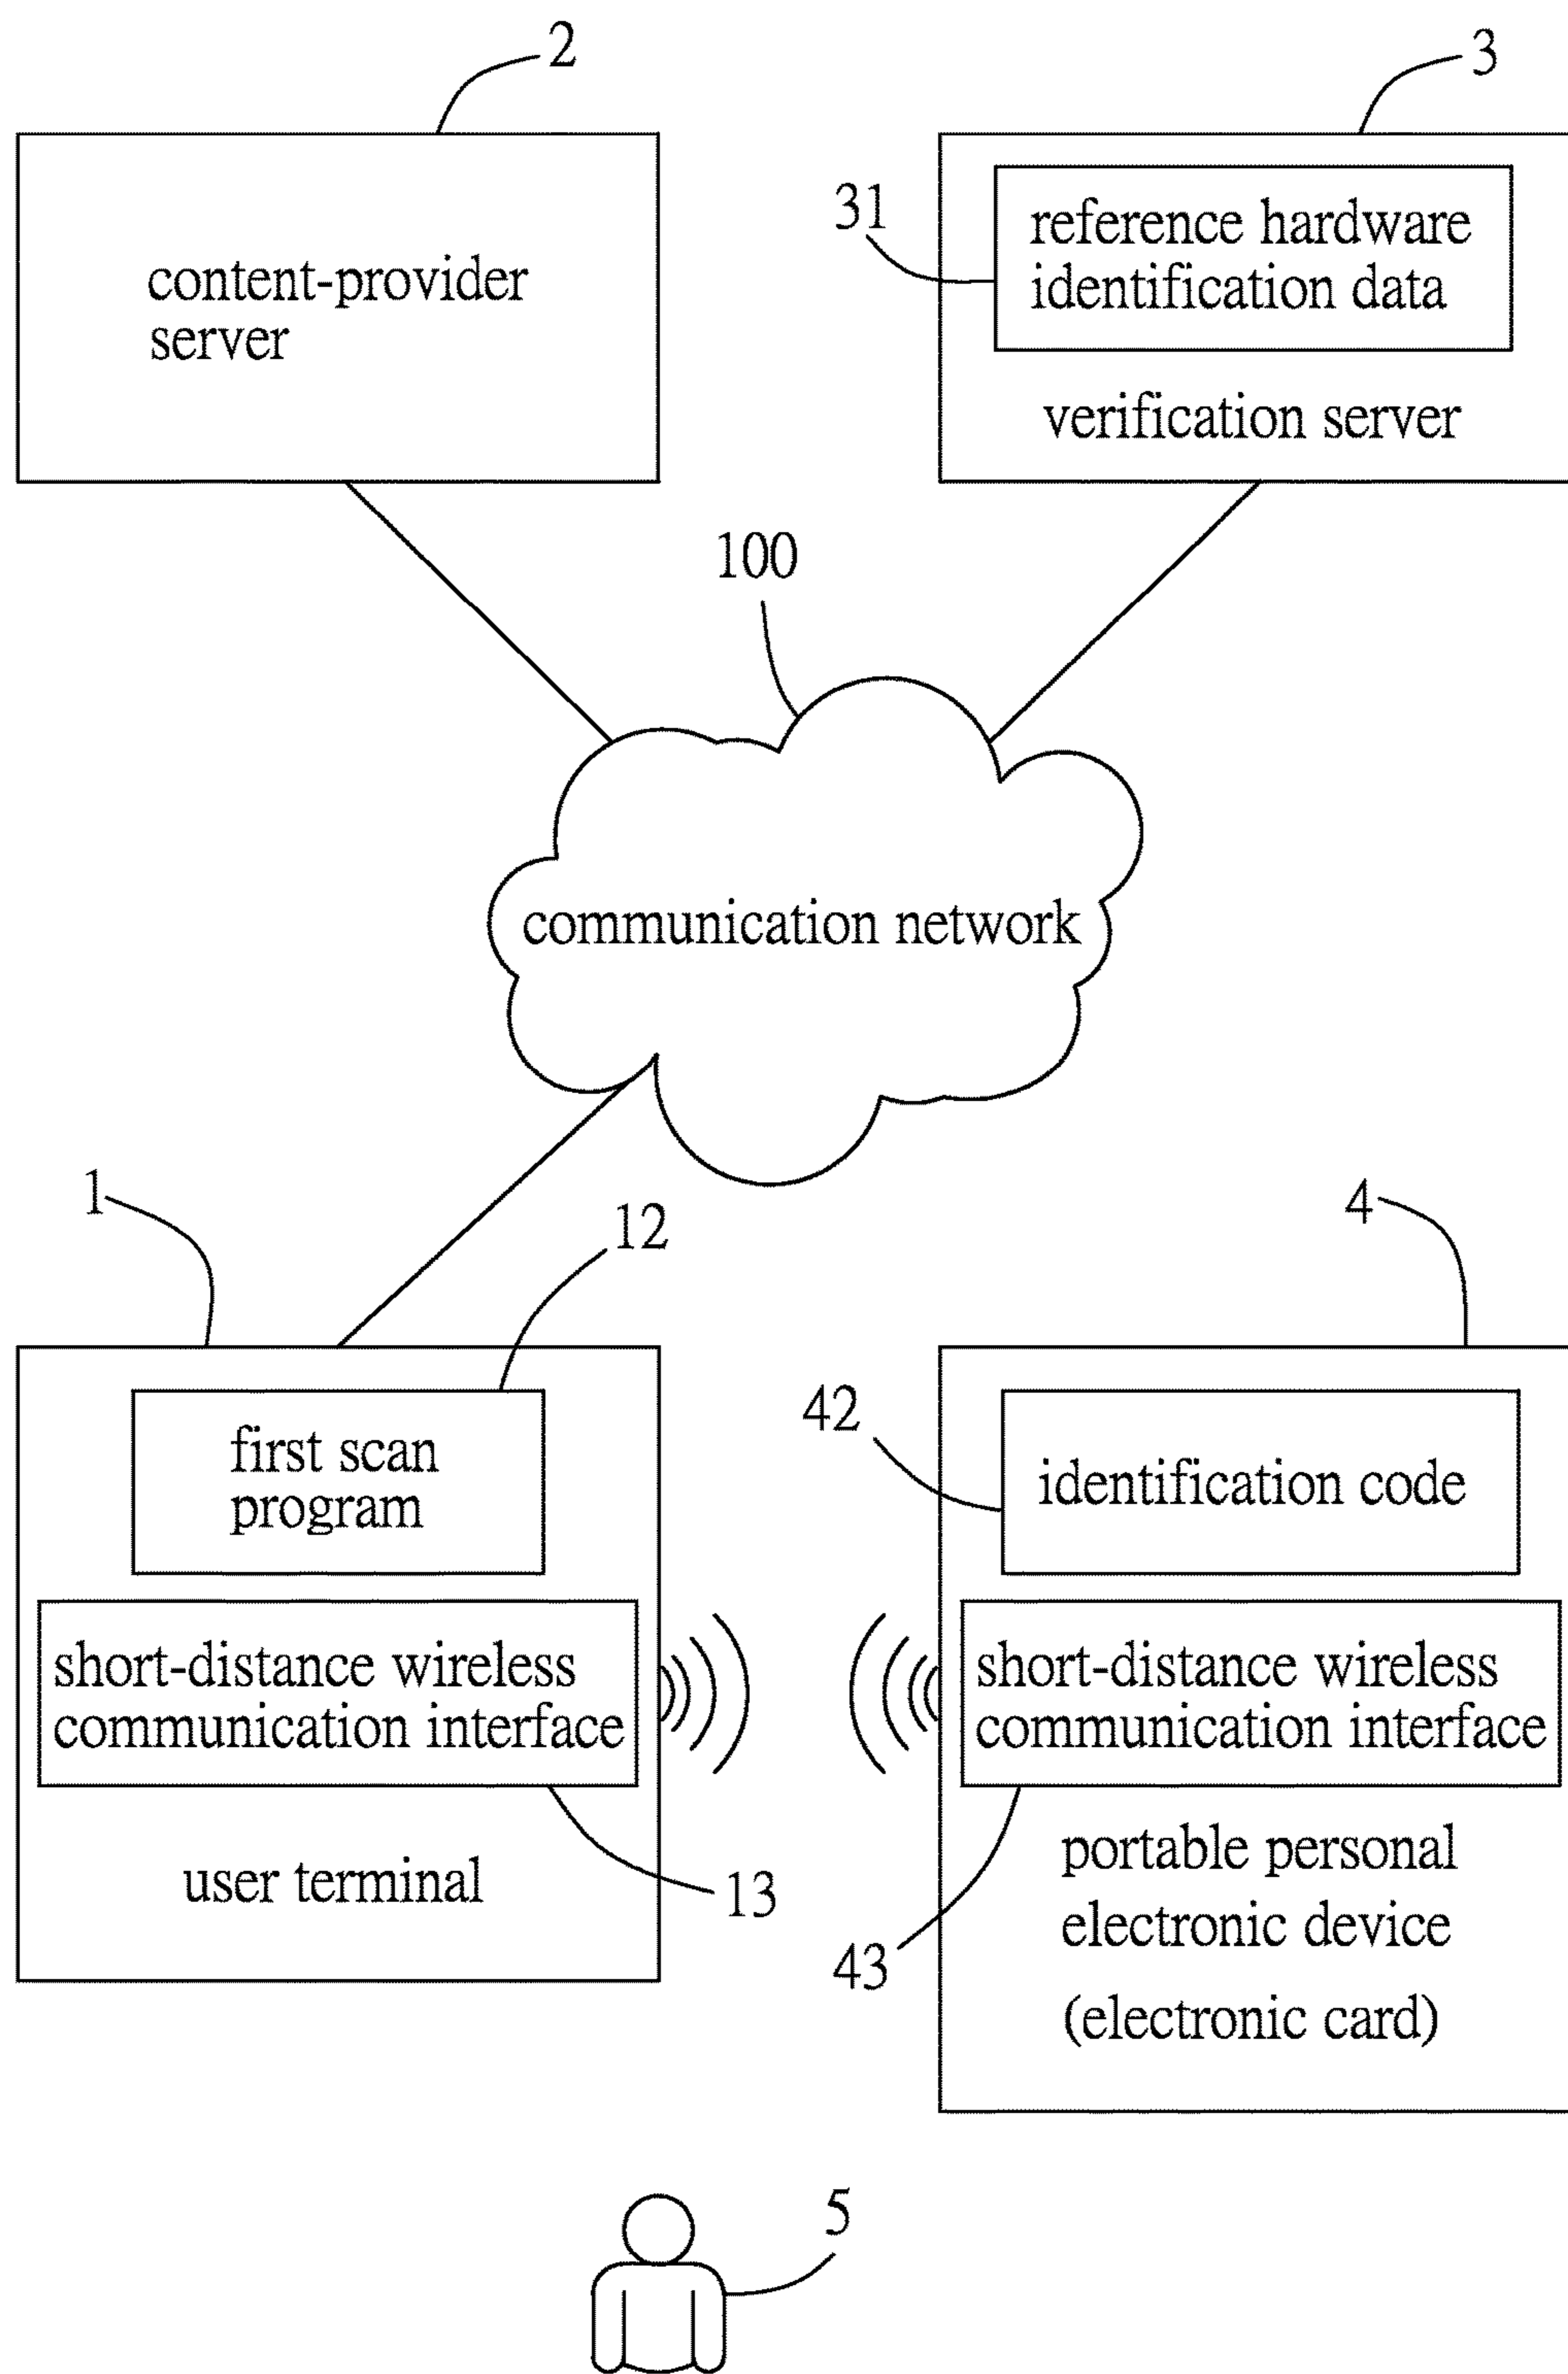 2
3
content-provider
server
31
reference hardware
identification data
verification server
100
communication network
1
12
4
first scan
program
42
identification code
short-distance wireless
communication interface
short-distance wireless
communication interface
user terminal
13
portable personal
electronic device
(electronic card)
43
5